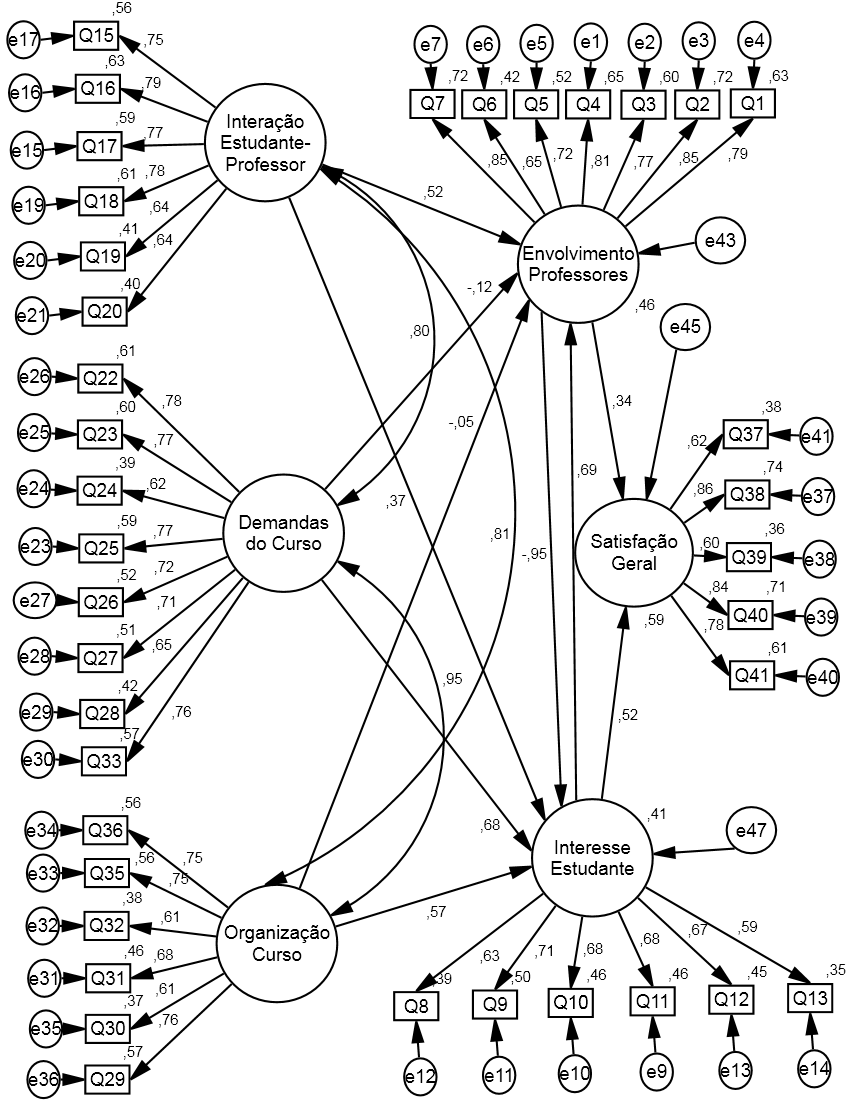 ,56
e17
Q15
,75
,63
e16
Q16
,79
,59
e15
Q17
,77
,61
e19
Q18
,78
,41
e20
Q19
,64
,40
e21
Q20
,64
Interação
Estudante-
Professor
e7
e6
e5
e1
e2
e3
e4
,72
,42
,52
,65
,60
,72
,63
Q7
Q6
Q5
Q4
Q3
Q2
Q1
,85
,65
,72
,81
,77
,85
,79
,52
Envolvimento
Professores
e43
,46
-,12
,80
e45
,61
e26
Q22
,78
,60
e25
Q23
,77
,39
e24
Q24
,62
,59
e23
Q25
,77
,52
e27
Q26
,72
,51
e28
Q27
,71
,42
e29
Q28
,65
,57
e30
Q33
,76
Demandas
do Curso
-,05
,34
,37
,69
,81
-,95
,95
Satisfação
Geral
,59
,38
,62
Q37
e41
,74
,86
Q38
e37
,36
,60
Q39
e38
,71
,84
Q40
e39
,61
,78
Q41
e40
,52
,68
,57
,56
e34
Q36
,75
,56
e33
Q35
,75
,38
e32
Q32
,61
,46
e31
Q31
,68
,37
e35
Q30
,61
,57
e36
Q29
,76
Organização
Curso
Interesse
Estudante
,41
e47
,63
,71
,68
,68
,67
,59
,39
,50
,46
,46
,45
,35
Q8
Q9
Q10
Q11
Q12
Q13
e12
e11
e10
e9
e13
e14